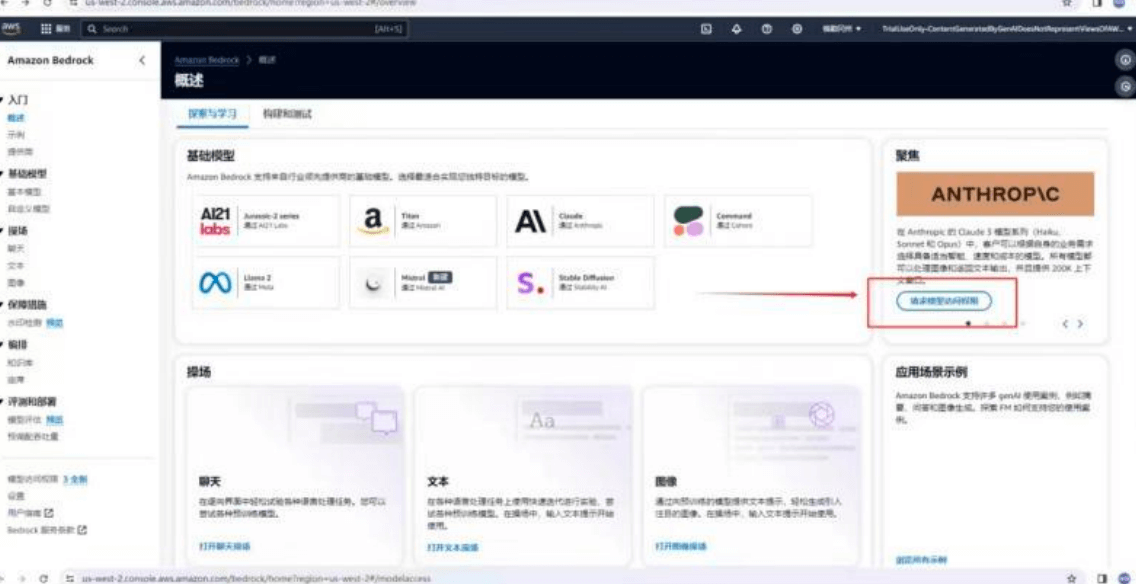 us-west-2.console.aws.amazon.com/bedrock/home?region=us-west-2#/overview
aws
服务
Search
[Alt+S]
俄勒冈州
TrialUseOnly-ContentGeneratedByGenAIDoesNotRepresentViewsOfAW...
Amazon Bedrock
Amazon Bedrock > 概述
概述
入门
概述
示例
提供商
基础模型
基本模型
自定义模型
操场
聊天
文本
图像
保障措施
水印检测 预览
编排
知识库
评测和部署
模型评估 预览
预调配吞吐量
模型访问权限
设置
用户指南
Bedrock 服务条款
探索与学习
构建和测试
基础模型
Amazon Bedrock 支持来自行业领先提供商的基础模型。选择最适合实现您独特目标的模型。
AI21 labs
Jurassic-2 series
通过 AI21 Labs
a
Titan
通过 Amazon
A\
Claude
通过 Anthropic
Command
通过 Cohere
Llama 2
通过 Meta
Mistral 新增
通过 Mistral AI
S.
Stable Diffusion
通过 Stability AI
聚焦
ANTHROP\C
在 Anthropic 的 Claude 3 模型系列（Haiku、
Sonnet 和 Opus）中，客户可以根据自身的业务需求
选择具备适当智能、速度和成本的模型。所有模型都
可以处理图像和返回文本输出，并且提供 200K 上下
文窗口。
请求模型访问权限
操场
Aa
聊天
在逐向界面中轻松试验各种语言处理任务。您可以
尝试各种预训练模型。
打开聊天操场
文本
在各种语言处理任务上使用快速迭代进行实验，尝
试各种预训练模型。在操场中，输入文本提示开始
使用。
打开文本操场
图像
通过向预训练的模型提供文本提示，轻松生成引人
注目的图像。在操场中，输入文本提示开始使用。
打开图像操场
应用场景示例
Amazon Bedrock 支持许多 genAI 使用案例，例如摘
要、问答和图像生成。探索 FM 如何支持您的使用案
例。
浏览所有示例
us-west-2.console.aws.amazon.com/bedrock/home?region=us-west-2#/modelaccess